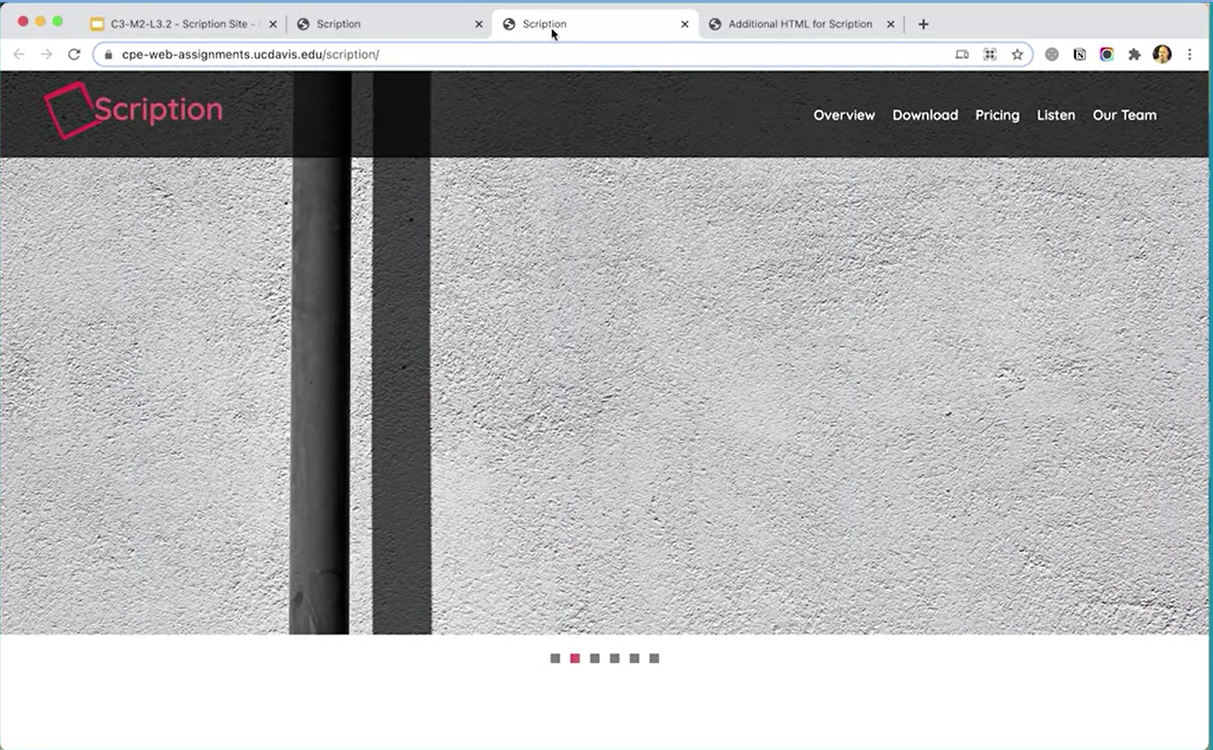 C3-M2-L3.2 - Scription Site -
Scription
Scription
Additional HTML for Scription
cpe-web-assignments.ucdavis.edu/scription/
Scription
Overview Download Pricing Listen Our Team